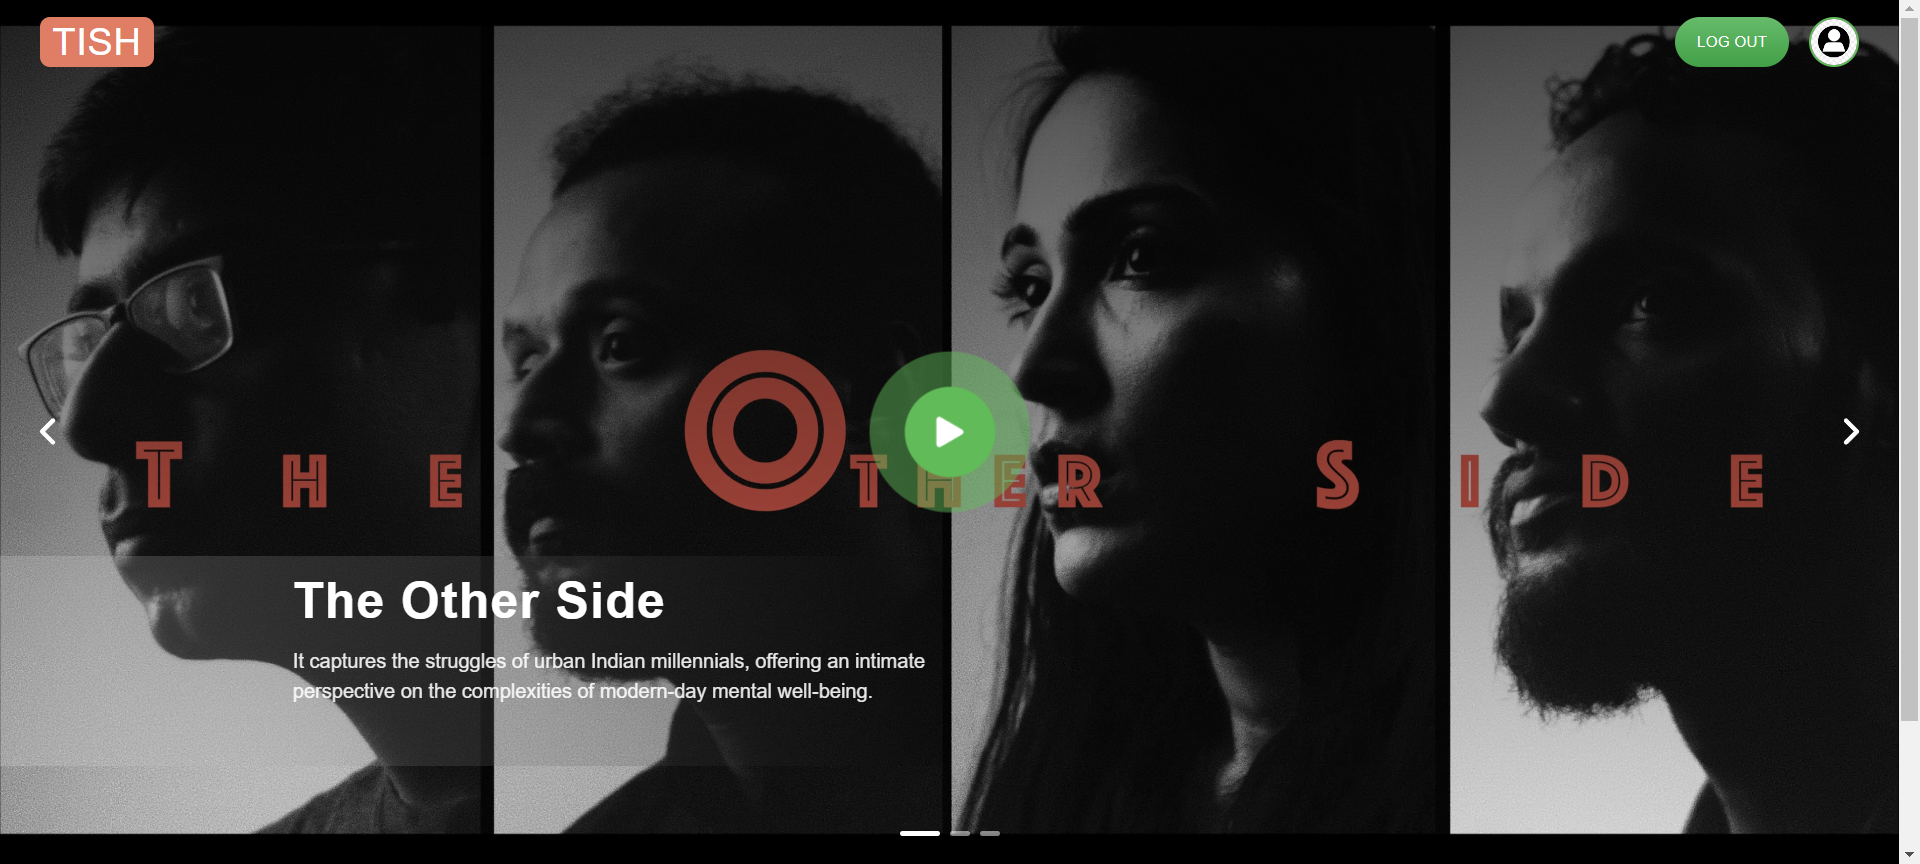 TISH
LOG OUT
THE OTHER SIDE
The Other Side
It captures the struggles of urban Indian millennials, offering an intimate
perspective on the complexities of modern-day mental well-being.